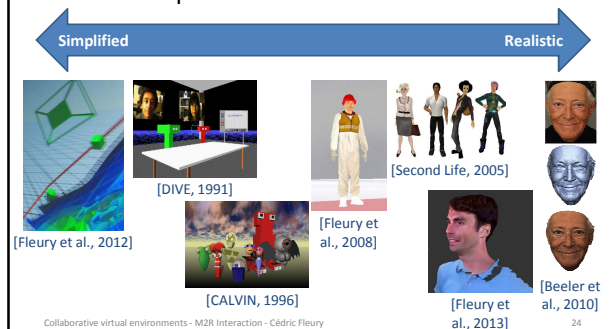 Simplified
Realistic
[Fleury et al., 2012]
[DIVE, 1991]
[CALVIN, 1996]
[Fleury et
al., 2008]
[Second Life, 2005]
[Fleury et
al., 2013]
[Beeler et
al., 2010]
Collaborative virtual environments - M2R Interaction - Cédric Fleury
24